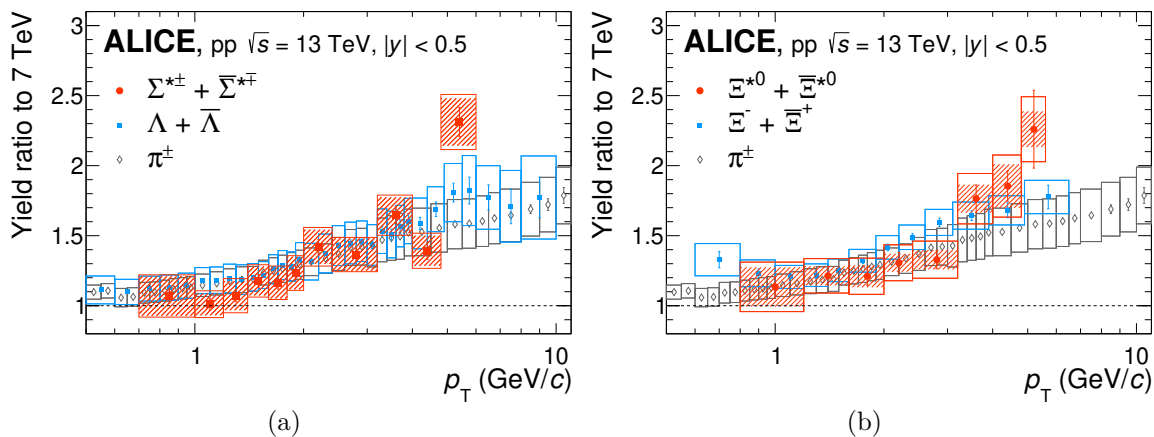 Yield ratio to 7 TeV
3
2.5
2
1.5
1
ALICE, pp √s = 13 TeV, |y| < 0.5
Σ*± + Σ̅*∓
Λ + Λ̅
π±
1
10
p_T (GeV/c)
(a)
Yield ratio to 7 TeV
3
2.5
2
1.5
1
ALICE, pp √s = 13 TeV, |y| < 0.5
Ξ*0 + Ξ̅*0
Ξ- + Ξ̅+
π±
1
10
p_T (GeV/c)
(b)